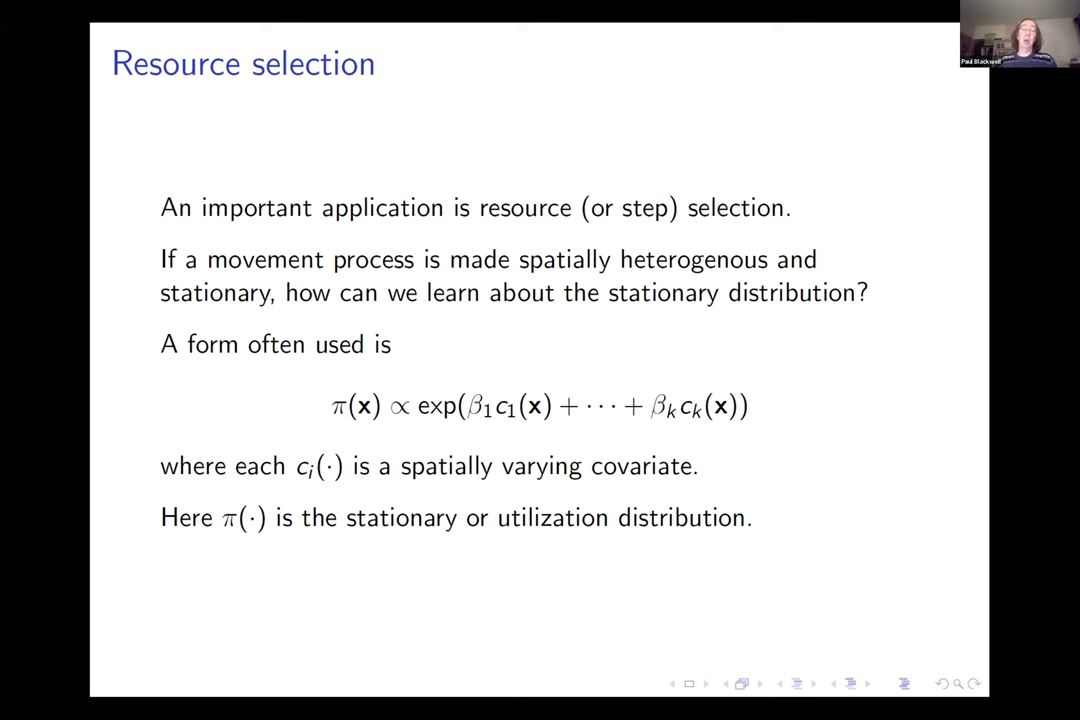 Resource selection
Paul Blackwell
An important application is resource (or step) selection.
If a movement process is made spatially heterogenous and
stationary, how can we learn about the stationary distribution?
A form often used is
π(x) ∝ exp(β₁c₁(x) + ··· + βₖcₖ(x))
where each cᵢ(·) is a spatially varying covariate.
Here π(·) is the stationary or utilization distribution.